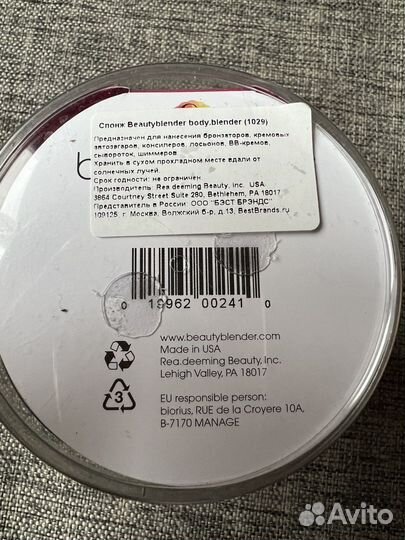 Спонж Beautyblender body.blender (1029)
Предназначен для нанесения бронзаторов, кремовых
автозагаров, консилеров, лосьонов, BB-кремов,
сывороток, шиммеров
Хранить в сухом прохладном месте вдали от
солнечных лучей.
Срок годности: не ограничен
Производитель: Rea.deeming Beauty, Inc. USA
3864 Courtney Street Suite 280, Bethlehem, PA 18017
Представитель в России: ООО "БЭСТ БРЭНДС"
109125, г. Москва, Волжский б-р, д.13, BestBrands.ru
b
0 19962 00241 0
www.beautyblender.com
Made in USA
Rea.deeming Beauty, Inc.
Lehigh Valley, PA 18017
3
EU responsible person:
biorius, RUE de la Croyere 10A,
B-7170 MANAGE
Avito